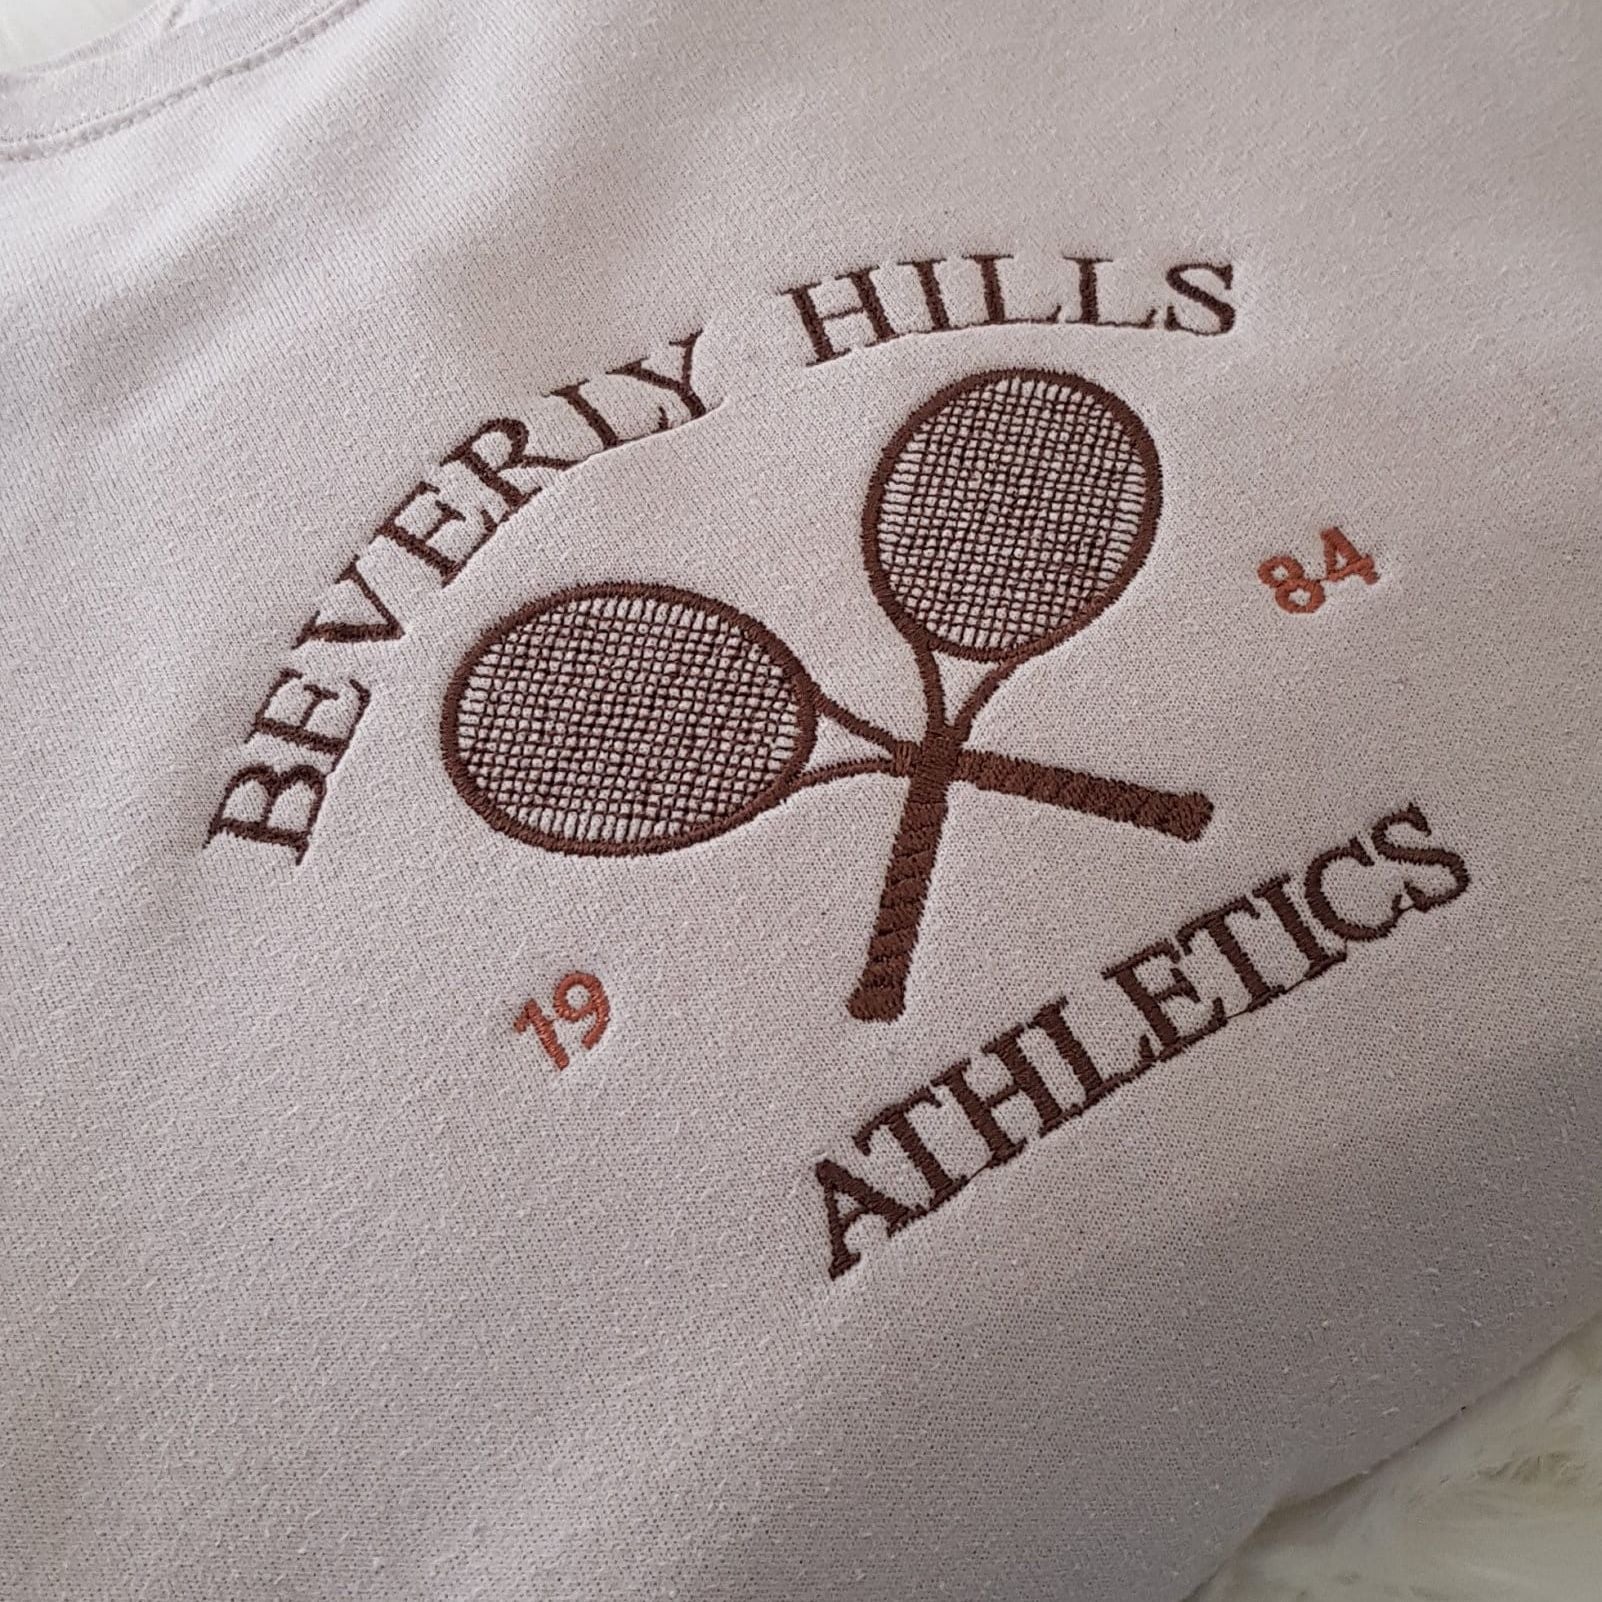 BEVERLY HILLS
19 84
ATHLETICS